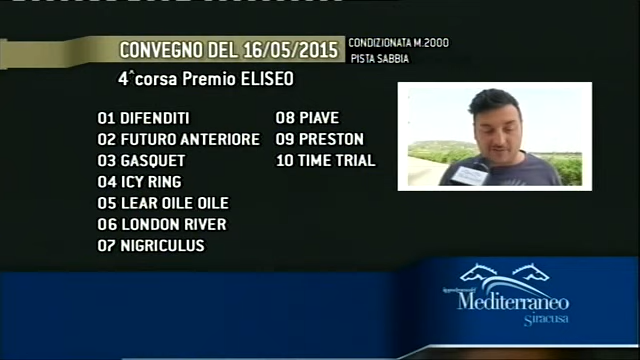 CONVEGNO DEL 16/05/2015
CONDIZIONATA M.2000
PISTA SABBIA
4^corsa Premio ELISEO
01 DIFENDITI
02 FUTURO ANTERIORE
03 GASQUET
04 ICY RING
05 LEAR OILE OILE
06 LONDON RIVER
07 NIGRICULUS
08 PIAVE
09 PRESTON
10 TIME TRIAL
Mediterraneo
Siracusa